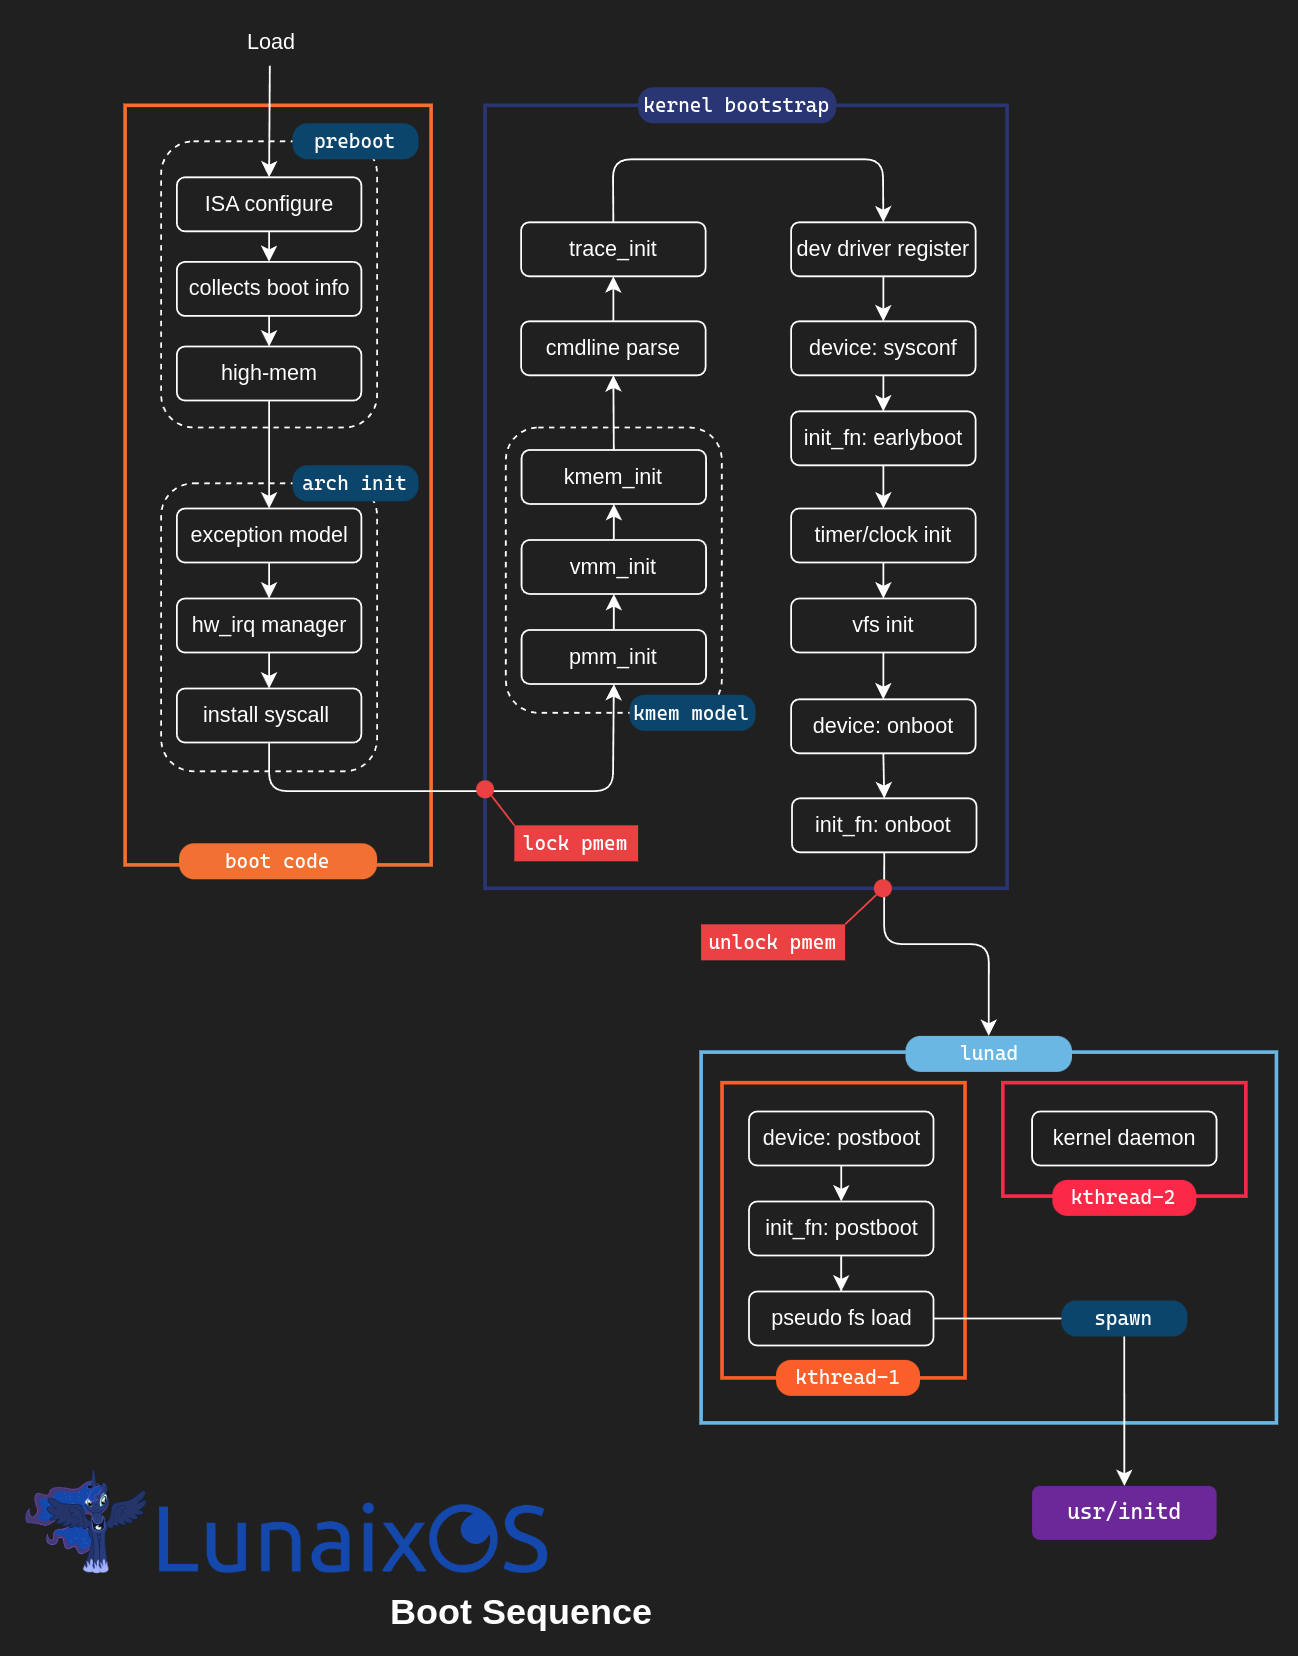 Load
preboot
ISA configure
collects boot info
high-mem
arch init
exception model
hw_irq manager
install syscall
boot code
kernel bootstrap
lock pmem
pmm_init
vmm_init
kmem_init
kmem model
cmdline parse
trace_init
dev driver register
device: sysconf
init_fn: earlyboot
timer/clock init
vfs init
device: onboot
init_fn: onboot
unlock pmem
lunad
device: postboot
init_fn: postboot
pseudo fs load
kthread-1
kernel daemon
kthread-2
spawn
usr/initd
LunaixOS
Boot Sequence